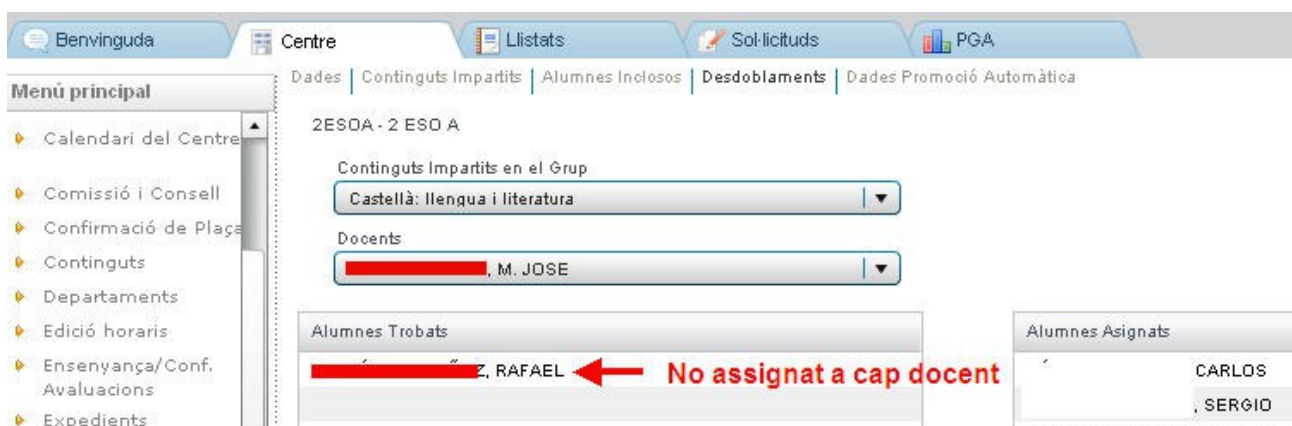 Benvinguda
Centre
Llistats
Sol·licituds
PGA
Menú principal
Calendari del Centre
Comissió i Consell
Confirmació de Plaça
Continguts
Departaments
Edició horaris
Ensenyança/Conf.
Avaluacions
Expedients
Dades | Continguts Impartits | Alumnes Inclosos | Desdoblaments | Dades Promoció Automàtica
2ESOA - 2 ESO A
Continguts Impartits en el Grup
Castellà: llengua i literatura
Docents
, M. JOSE
Alumnes Trobats
Z, RAFAEL
No assignat a cap docent
Alumnes Asignats
CARLOS
, SERGIO